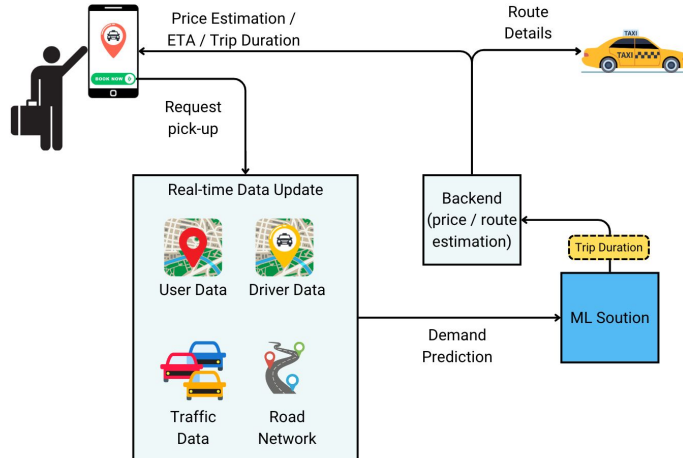 Price Estimation /
ETA / Trip Duration
Route
Details
TAXI
TAXI
BOOK NOW
Request
pick-up
Real-time Data Update
User Data
Driver Data
Traffic
Data
Road
Network
Backend
(price / route
estimation)
Trip Duration
ML Soution
Demand
Prediction